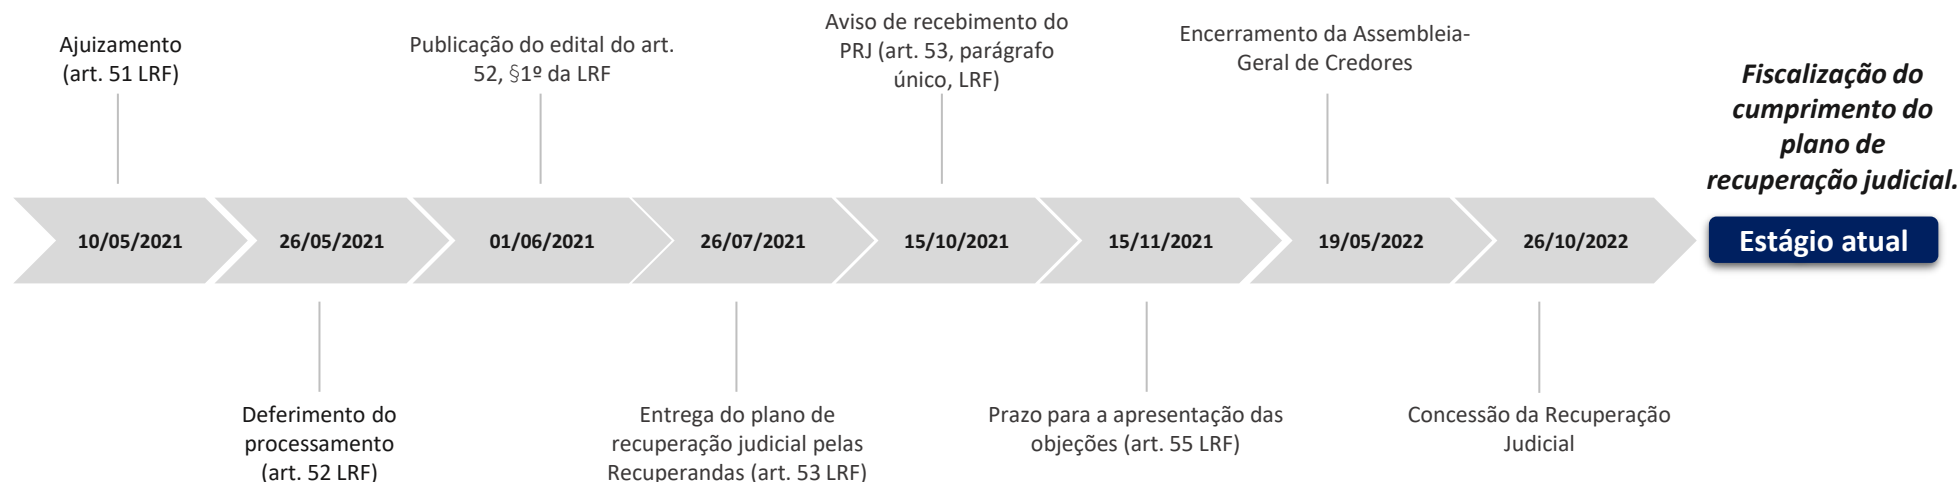 Ajuizamento
(art. 51 LRF)
Publicação do edital do art.
52, §1º da LRF
Aviso de recebimento do
PRJ (art. 53, parágrafo
único, LRF)
Encerramento da Assembleia-
Geral de Credores
Fiscalização do
cumprimento do
plano de
recuperação judicial.
10/05/2021
26/05/2021
01/06/2021
26/07/2021
15/10/2021
15/11/2021
19/05/2022
26/10/2022
Estágio atual
Deferimento do
processamento
(art. 52 LRF)
Entrega do plano de
recuperação judicial pelas
Recuperandas (art. 53 LRF)
Prazo para a apresentação das
objeções (art. 55 LRF)
Concessão da Recuperação
Judicial